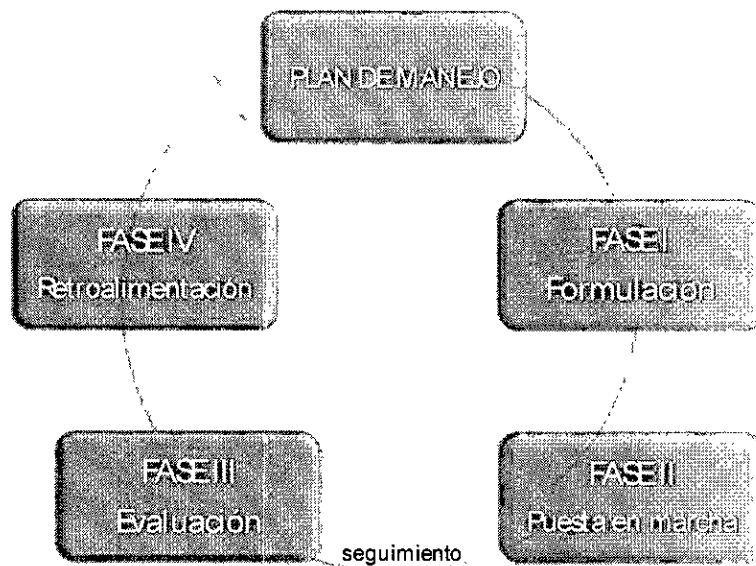 PLAN DE MANEJO
FASE I
Formulación
FASE II
Puesta en marcha
seguimiento
FASE III
Evaluación
FASE IV
Retroalimentación